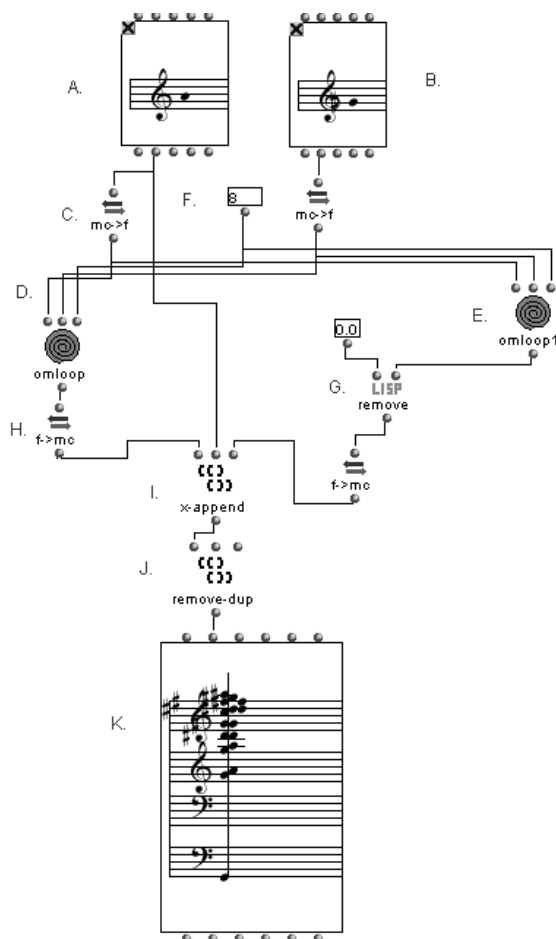 A.
B.
C.
mc->f
F.
8
mc->f
D.
omloop
E.
omloop1
0.0
G.
LISP
remove
H.
f->mc
f->mc
I.
x-append
J.
remove-dup
K.